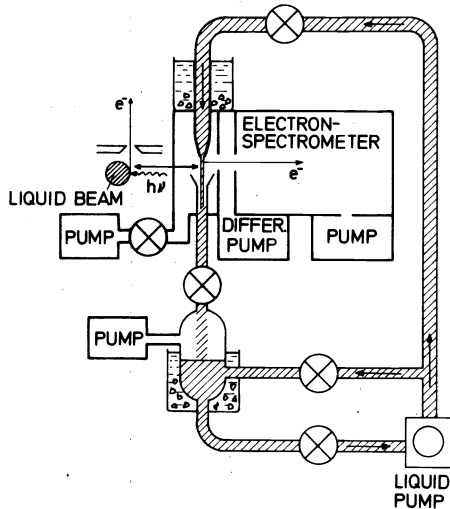 ELECTRON-
SPECTROMETER
e⁻
e⁻
hν
LIQUID BEAM
PUMP
DIFFER.
PUMP
PUMP
PUMP
LIQUID
PUMP